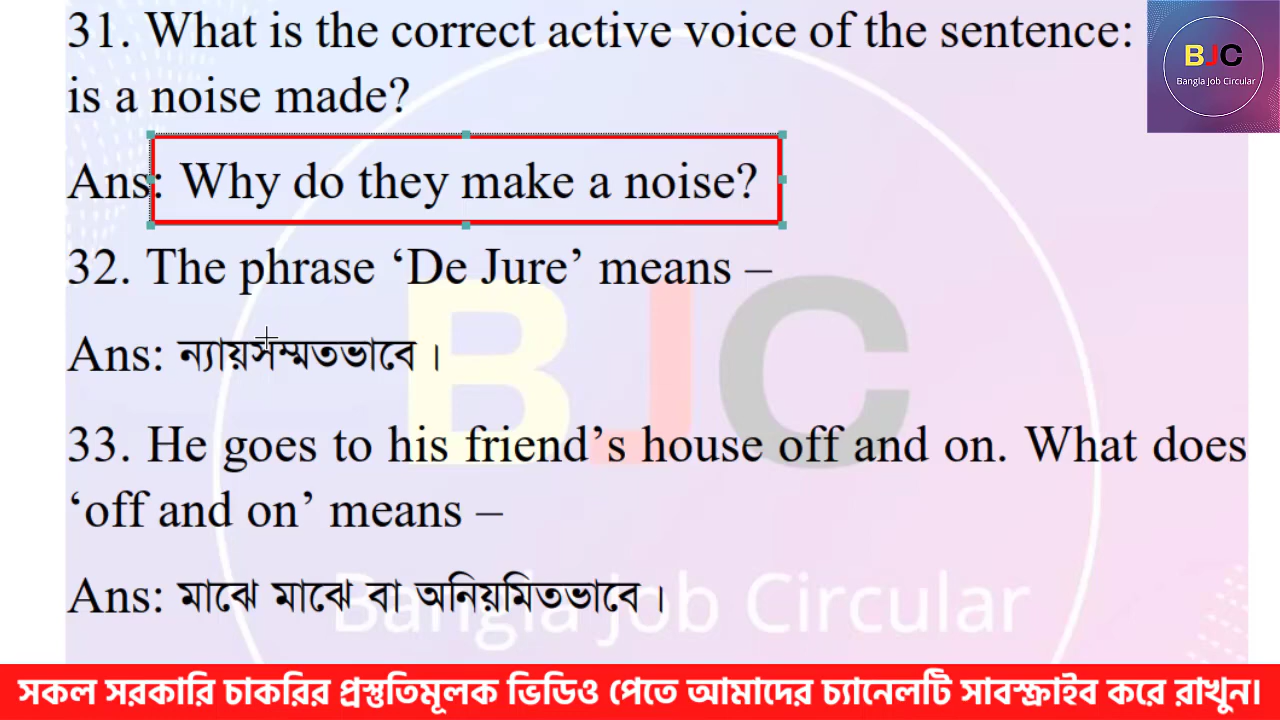 31. What is the correct active voice of the sentence:
is a noise made?
Ans: Why do they make a noise?
32. The phrase ‘De Jure’ means –
Ans: ন্যায়সম্মতভাবে।
33. He goes to his friend’s house off and on. What does
‘off and on’ means –
Ans: মাঝে মাঝে বা অনিয়মিতভাবে।
BJC
Bangla Job Circular
BJC
Bangla Job Circular
সকল সরকারি চাকরির প্রস্তুতিমূলক ভিডিও পেতে আমাদের চ্যানেলটি সাবস্ক্রাইব করে রাখুন।